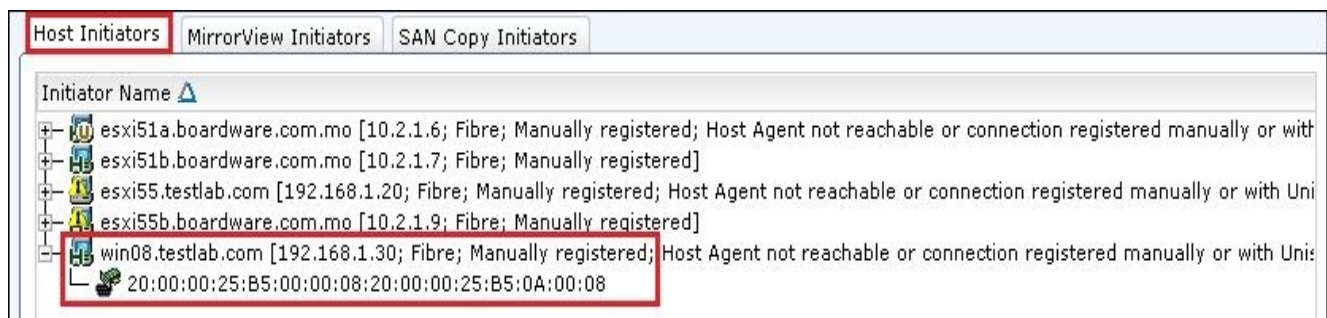 Host Initiators MirrorView Initiators SAN Copy Initiators
Initiator Name
esxi51a.boardware.com.mo [10.2.1.6; Fibre; Manually registered; Host Agent not reachable or connection registered manually or with
esxi51b.boardware.com.mo [10.2.1.7; Fibre; Manually registered]
esxi55.testlab.com [192.168.1.20; Fibre; Manually registered; Host Agent not reachable or connection registered manually or with Uni
esxi55b.boardware.com.mo [10.2.1.9; Fibre; Manually registered]
win08.testlab.com [192.168.1.30; Fibre; Manually registered; Host Agent not reachable or connection registered manually or with Unis
20:00:00:25:B5:00:00:08:20:00:00:25:B5:0A:00:08